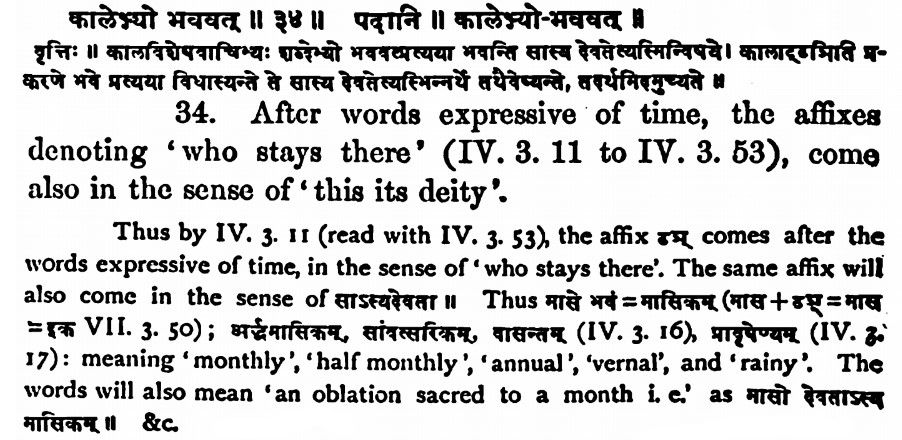 कालेभ्यो भववत् ॥ ३४ ॥ पदानि ॥ कालेभ्यो-भववत् ॥
वृत्तिः ॥ कालविशेषवाचिभ्यः शब्देभ्यो भववत्प्रत्यया भवन्ति सास्य देवतेत्यस्मिन्विषये। कालाट्ठञिति प्र-
करणे भवे प्रत्यया विधास्यन्ते ते सास्य देवतेत्यस्मिन्नर्थे तथैवेष्यन्ते, तदर्थमिदमुच्यते ॥
34. After words expressive of time, the affixes
denoting ‘who stays there’ (IV. 3. 11 to IV. 3. 53), come
also in the sense of ‘this its deity’.
Thus by IV. 3. 11 (read with IV. 3. 53), the affix ठञ् comes after the
words expressive of time, in the sense of ‘who stays there’. The same affix will
also come in the sense of साऽस्यदेवता ॥ Thus मासे भवं = मासिकम् (मास + ठञ् = मास
= इक VII. 3. 50) ; अर्द्धमासिकम्, सांवत्सरिकम्, वासन्तम् (IV. 3. 16), प्रावृषेण्यम् (IV. 3.
17) : meaning ‘monthly’, ‘half monthly’, ‘annual’, ‘vernal’, and ‘rainy’. The
words will also mean ‘an oblation sacred to a month i. e.’ as मासो देवताऽस्य
मासिकम् ॥ &c.